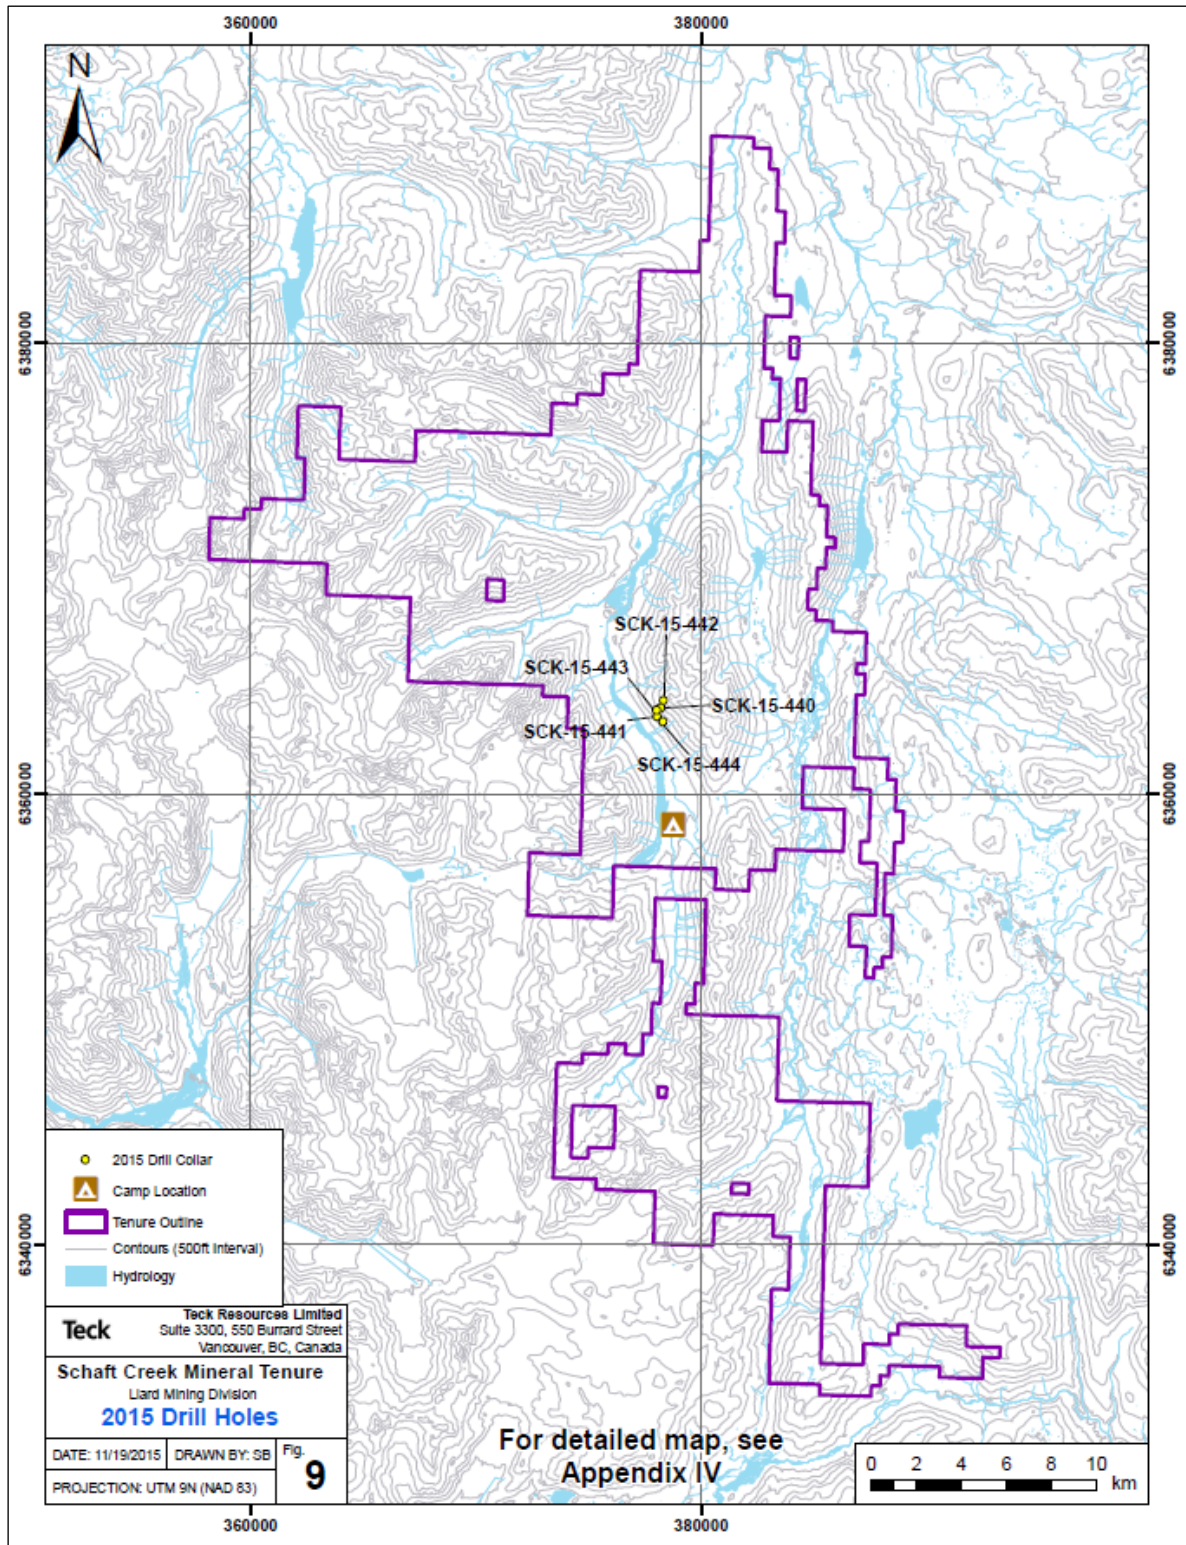 360000
380000
N
6380000
6380000
SCK-15-442
SCK-15-443
SCK-15-440
SCK-15-441
SCK-15-444
6360000
6360000
6340000
6340000
2015 Drill Collar
Camp Location
Tenure Outline
Contours (500ft Interval)
Hydrology
Teck
Teck Resources Limited
Suite 3300, 550 Burrard Street
Vancouver, BC, Canada
Schaft Creek Mineral Tenure
Liard Mining Division
2015 Drill Holes
DATE: 11/19/2015
DRAWN BY: SB
Fig.
9
PROJECTION: UTM 9N (NAD 83)
For detailed map, see
Appendix IV
0 2 4 6 8 10
km
360000
380000